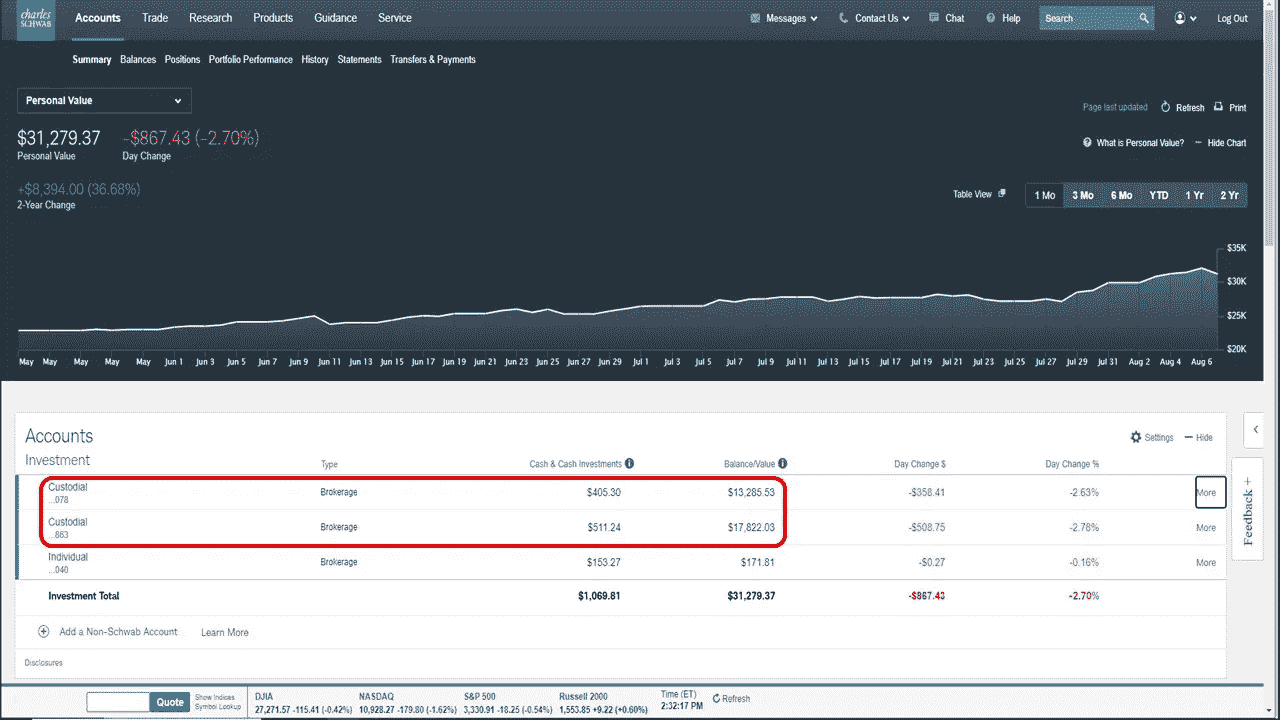 charles SCHWAB Accounts Trade Research Products Guidance Service Messages Contact Us Chat Help Search Log Out
Summary Balances Positions Portfolio Performance History Statements Transfers & Payments
Personal Value
Page last updated Refresh Print
$31,279.37 -$867.43 (-2.70%)
Personal Value Day Change
What is Personal Value? Hide Chart
+$8,394.00 (36.68%)
2-Year Change
Table View 1 Mo 3 Mo 6 Mo YTD 1 Yr 2 Yr
$35K
$30K
$25K
$20K
May May May May May Jun 1 Jun 3 Jun 5 Jun 7 Jun 9 Jun 11 Jun 13 Jun 15 Jun 17 Jun 19 Jun 21 Jun 23 Jun 25 Jun 27 Jun 29 Jul 1 Jul 3 Jul 5 Jul 7 Jul 9 Jul 11 Jul 13 Jul 15 Jul 17 Jul 19 Jul 21 Jul 23 Jul 25 Jul 27 Jul 29 Jul 31 Aug 2 Aug 4 Aug 6
Accounts
Settings Hide
Investment Type Cash & Cash Investments Balance/Value Day Change $ Day Change %
Custodial Brokerage $405.30 $13,285.53 -$358.41 -2.63% More
...078
Custodial Brokerage $511.24 $17,822.03 -$508.75 -2.78% More
...863
Individual Brokerage $153.27 $171.81 -$0.27 -0.16% More
...040
Investment Total $1,069.81 $31,279.37 -$867.43 -2.70%
Add a Non-Schwab Account Learn More
Disclosures
Feedback
Quote
Show Indices
Symbol Lookup
DJIA
27,271.57 -115.41 (-0.42%)
NASDAQ
10,928.27 -179.80 (-1.62%)
S&P 500
3,330.91 -18.25 (-0.54%)
Russell 2000
1,553.85 +9.22 (+0.60%)
Time (ET)
2:32:17 PM
Refresh